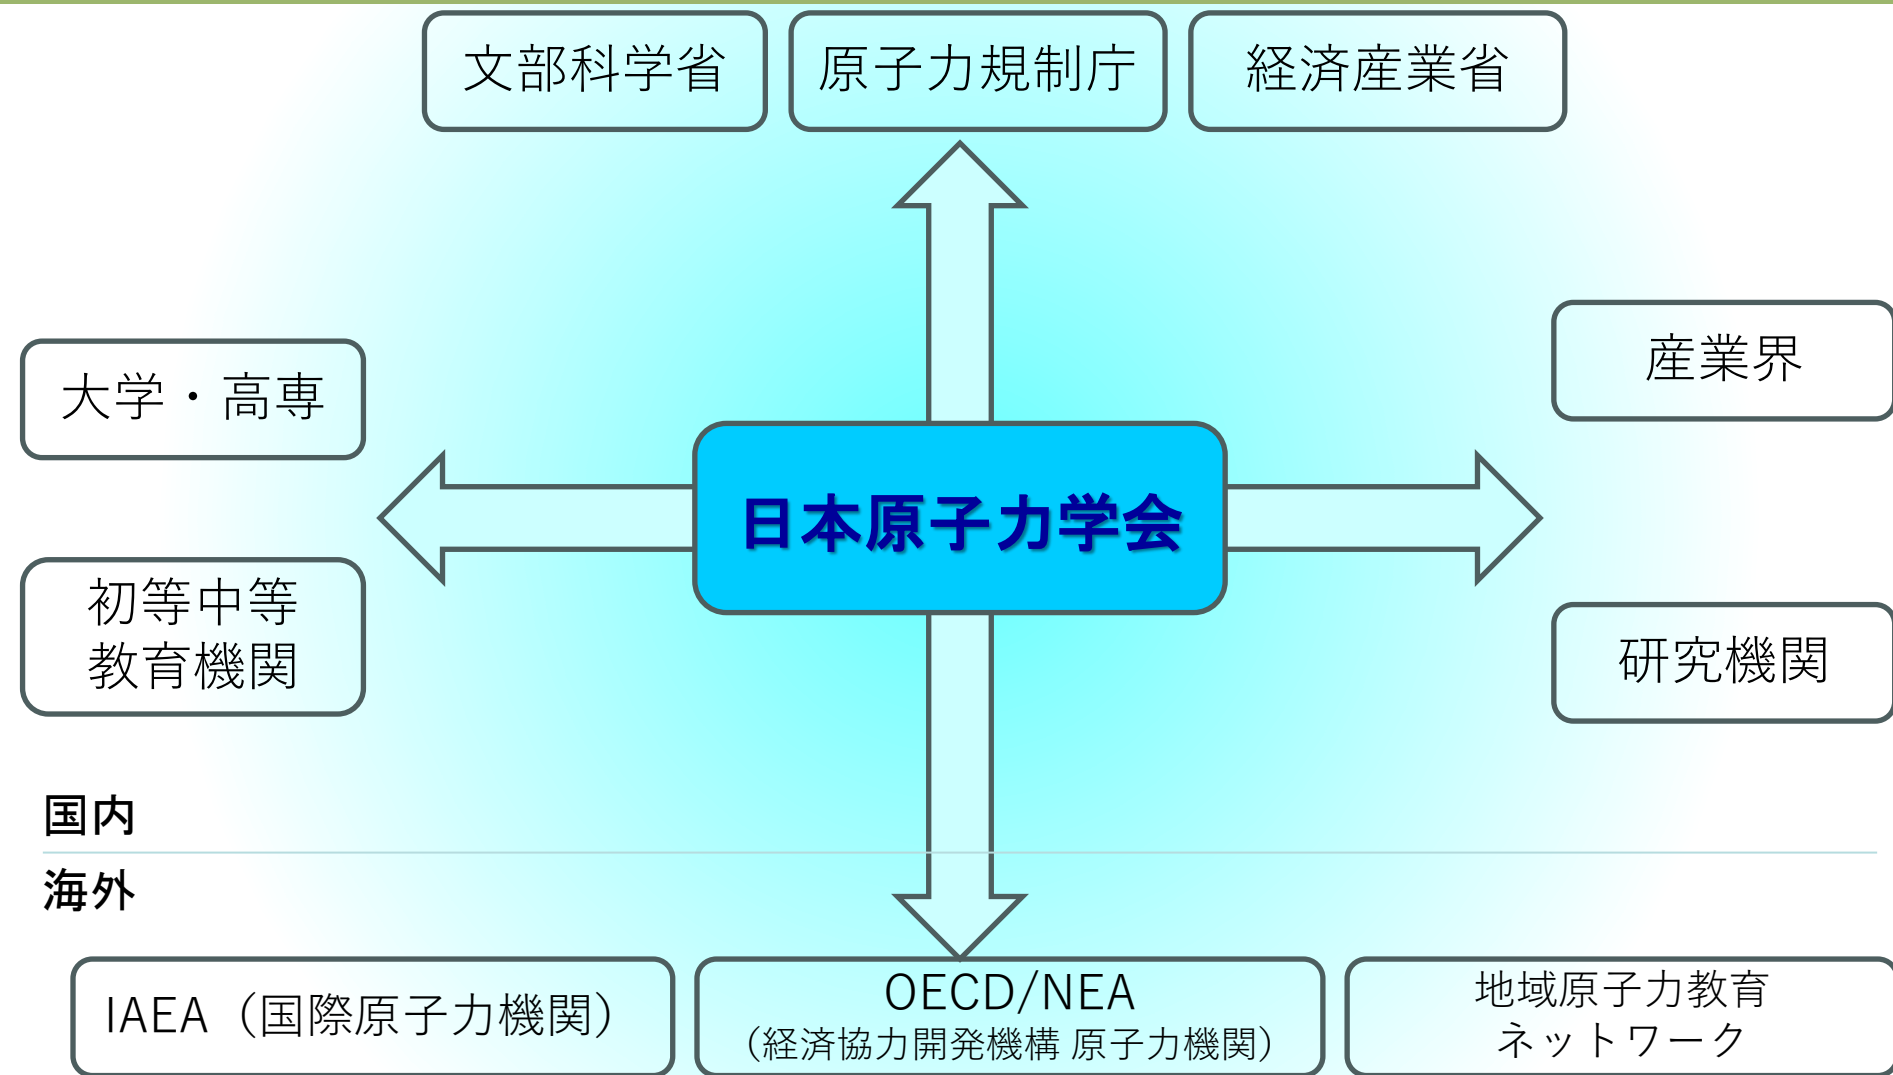 文部科学省
原子力規制庁
経済産業省
産業界
大学・高専
日本原子力学会
初等中等
教育機関
研究機関
国内
海外
IAEA（国際原子力機関）
OECD/NEA
（経済協力開発機構 原子力機関）
地域原子力教育
ネットワーク